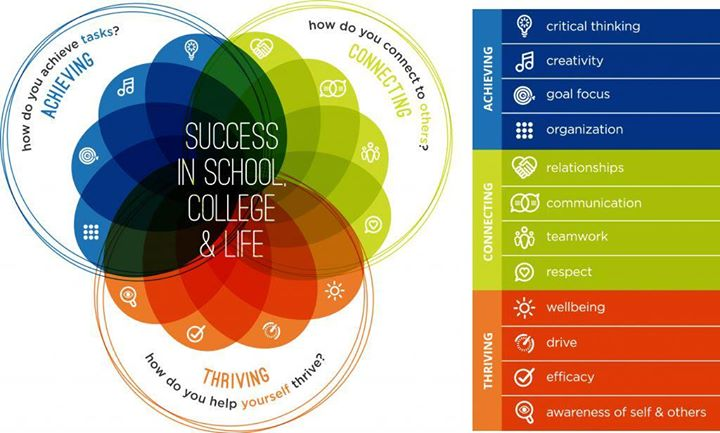 how do you achieve tasks?
ACHIEVING
how do you connect to others?
CONNECTING
SUCCESS
IN SCHOOL,
COLLEGE
& LIFE
THRIVING
how do you help yourself thrive?
ACHIEVING
critical thinking
creativity
goal focus
organization
CONNECTING
relationships
communication
teamwork
respect
THRIVING
wellbeing
drive
efficacy
awareness of self & others